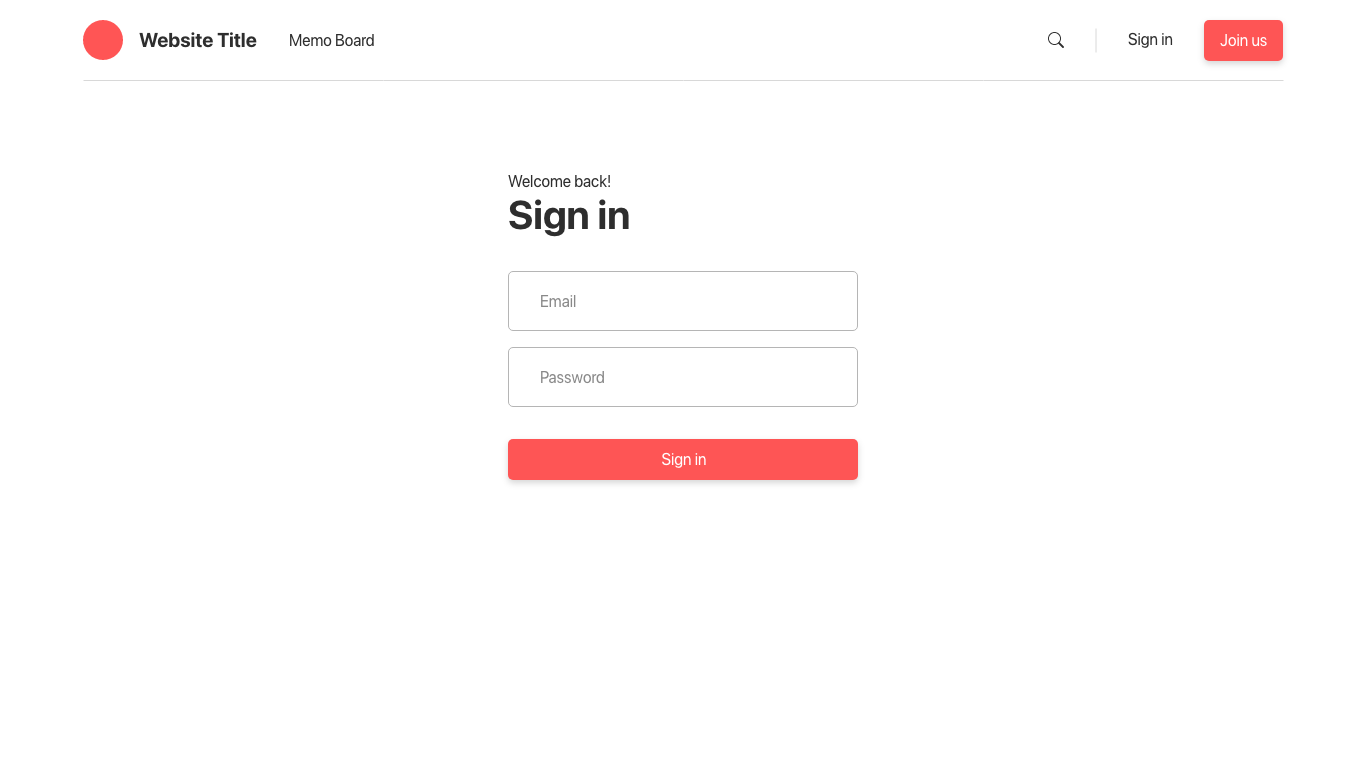 Website Title
Memo Board
Sign in
Join us
Welcome back!
Sign in
Email
Password
Sign in